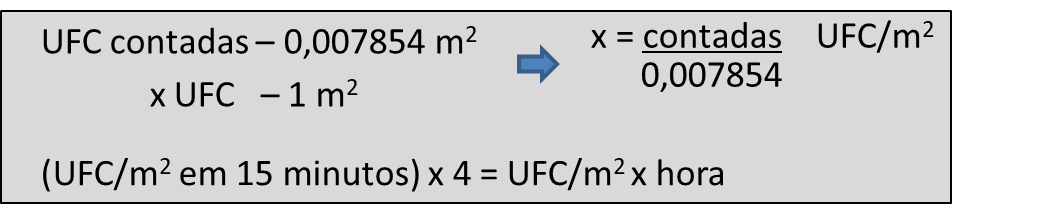 UFC contadas – 0,007854 m²
x UFC – 1 m²
x = contadas UFC/m²
0,007854
(UFC/m² em 15 minutos) x 4 = UFC/m² x hora